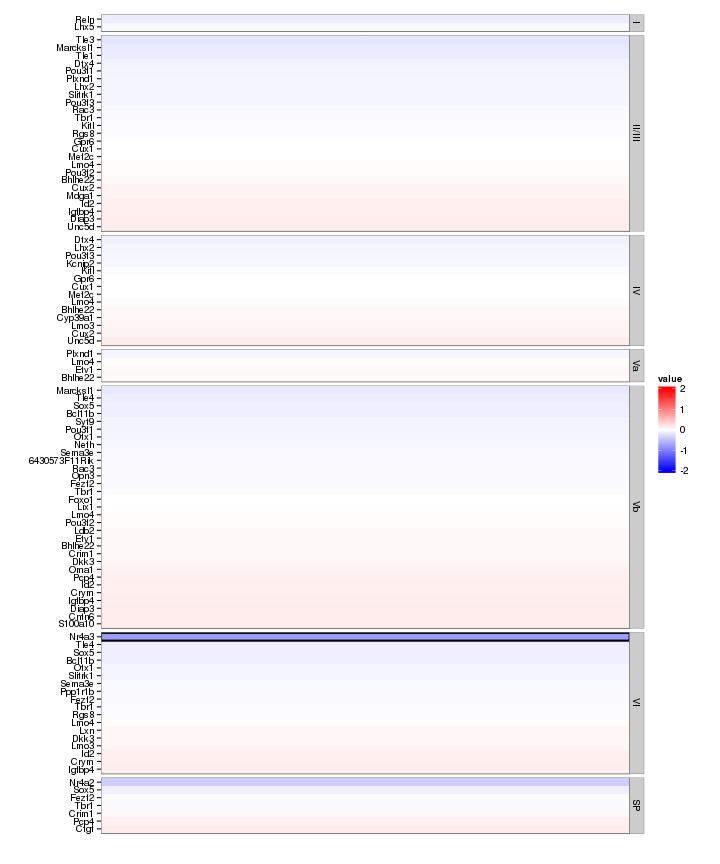 Reln
Lhx5
I
Tle3
Marcksl1
Tle1
Dtx4
Pou3f1
Plxnd1
Lhx2
Slitrk1
Pou3f3
Rac3
Tbr1
Kitl
Rgs8
Gpr6
Cux1
Mef2c
Lmo4
Pou3f2
Bhlhe22
Cux2
Mdga1
Id2
Igfbp4
Diap3
Unc5d
II/III
Dtx4
Lhx2
Pou3f3
Kcnip2
Kitl
Gpr6
Cux1
Mef2c
Lmo4
Bhlhe22
Cyp39a1
Lmo3
Cux2
Unc5d
IV
Plxnd1
Lmo4
Etv1
Bhlhe22
Va
Marcksl1
Tle4
Sox5
Bcl11b
Syt9
Pou3f1
Otx1
Nefh
Sema3e
6430573F11Rik
Rac3
Opn3
Fezf2
Tbr1
Foxo1
Lix1
Lmo4
Pou3f2
Ldb2
Etv1
Bhlhe22
Crim1
Dkk3
Oma1
Pcp4
Id2
Crym
Igfbp4
Diap3
Cntn6
S100a10
Vb
Nr4a3
Tle4
Sox5
Bcl11b
Otx1
Slitrk1
Sema3e
Ppp1r1b
Fezf2
Tbr1
Rgs8
Lmo4
Lxn
Dkk3
Lmo3
Id2
Crym
Igfbp4
VI
Nr4a2
Sox5
Fezf2
Tbr1
Crim1
Pcp4
Ctgf
SP
value
2
1
0
-1
-2